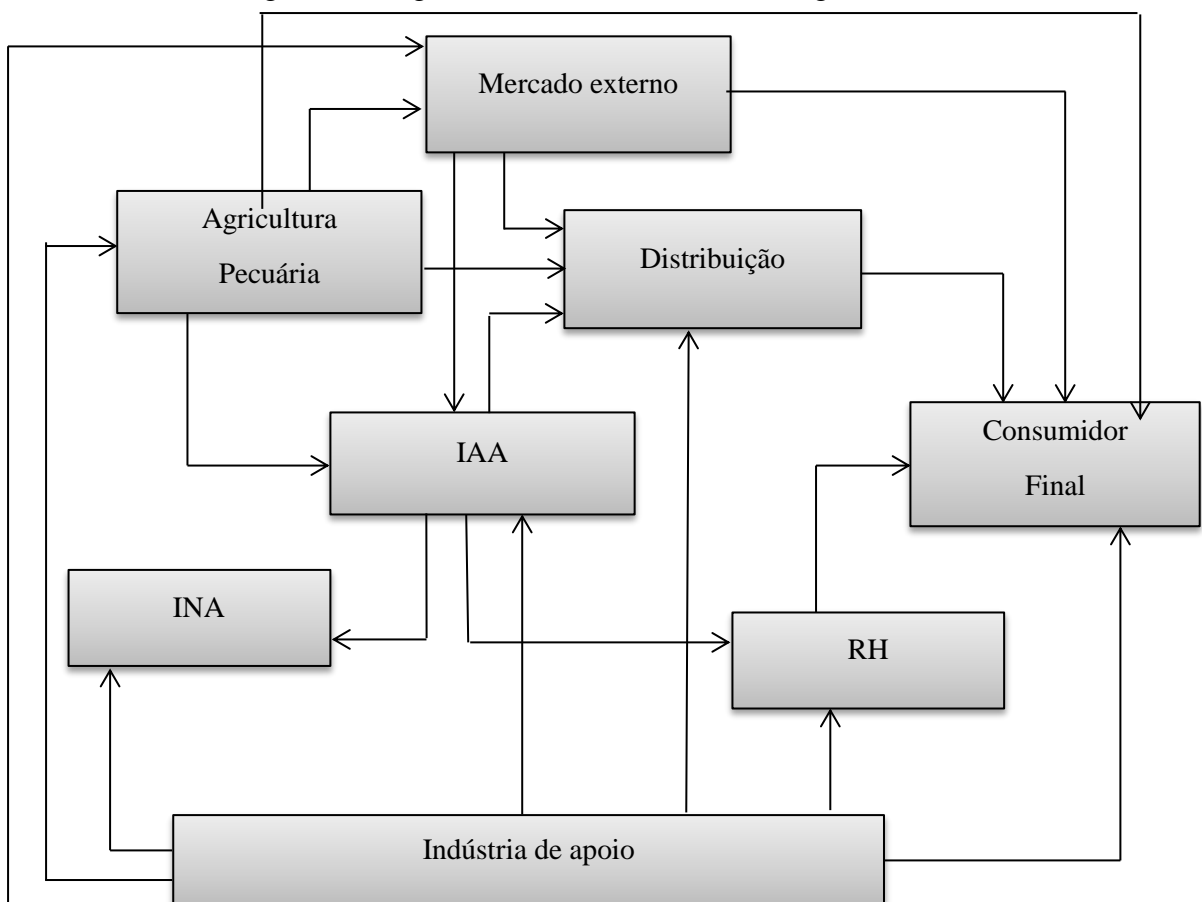 Mercado externo
Agricultura
Pecuária
Distribuição
Consumidor
Final
IAA
INA
RH
Indústria de apoio